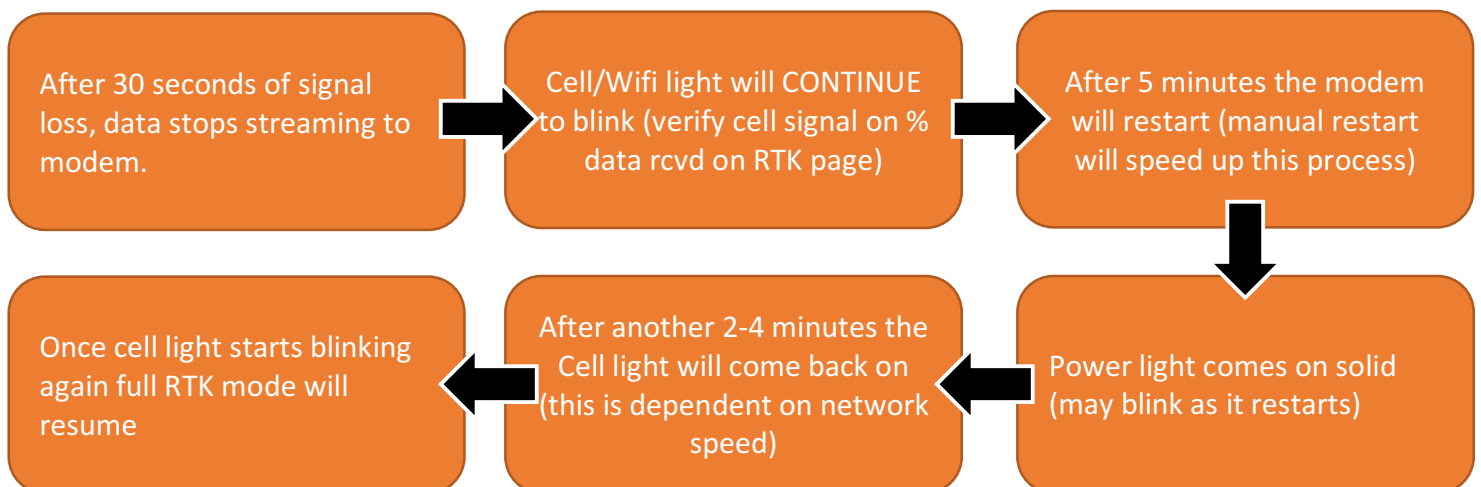 After 30 seconds of signal
loss, data stops streaming to
modem.
Cell/Wifi light will CONTINUE
to blink (verify cell signal on %
data rcvd on RTK page)
After 5 minutes the modem
will restart (manual restart
will speed up this process)
Power light comes on solid
(may blink as it restarts)
After another 2-4 minutes the
Cell light will come back on
(this is dependent on network
speed)
Once cell light starts blinking
again full RTK mode will
resume